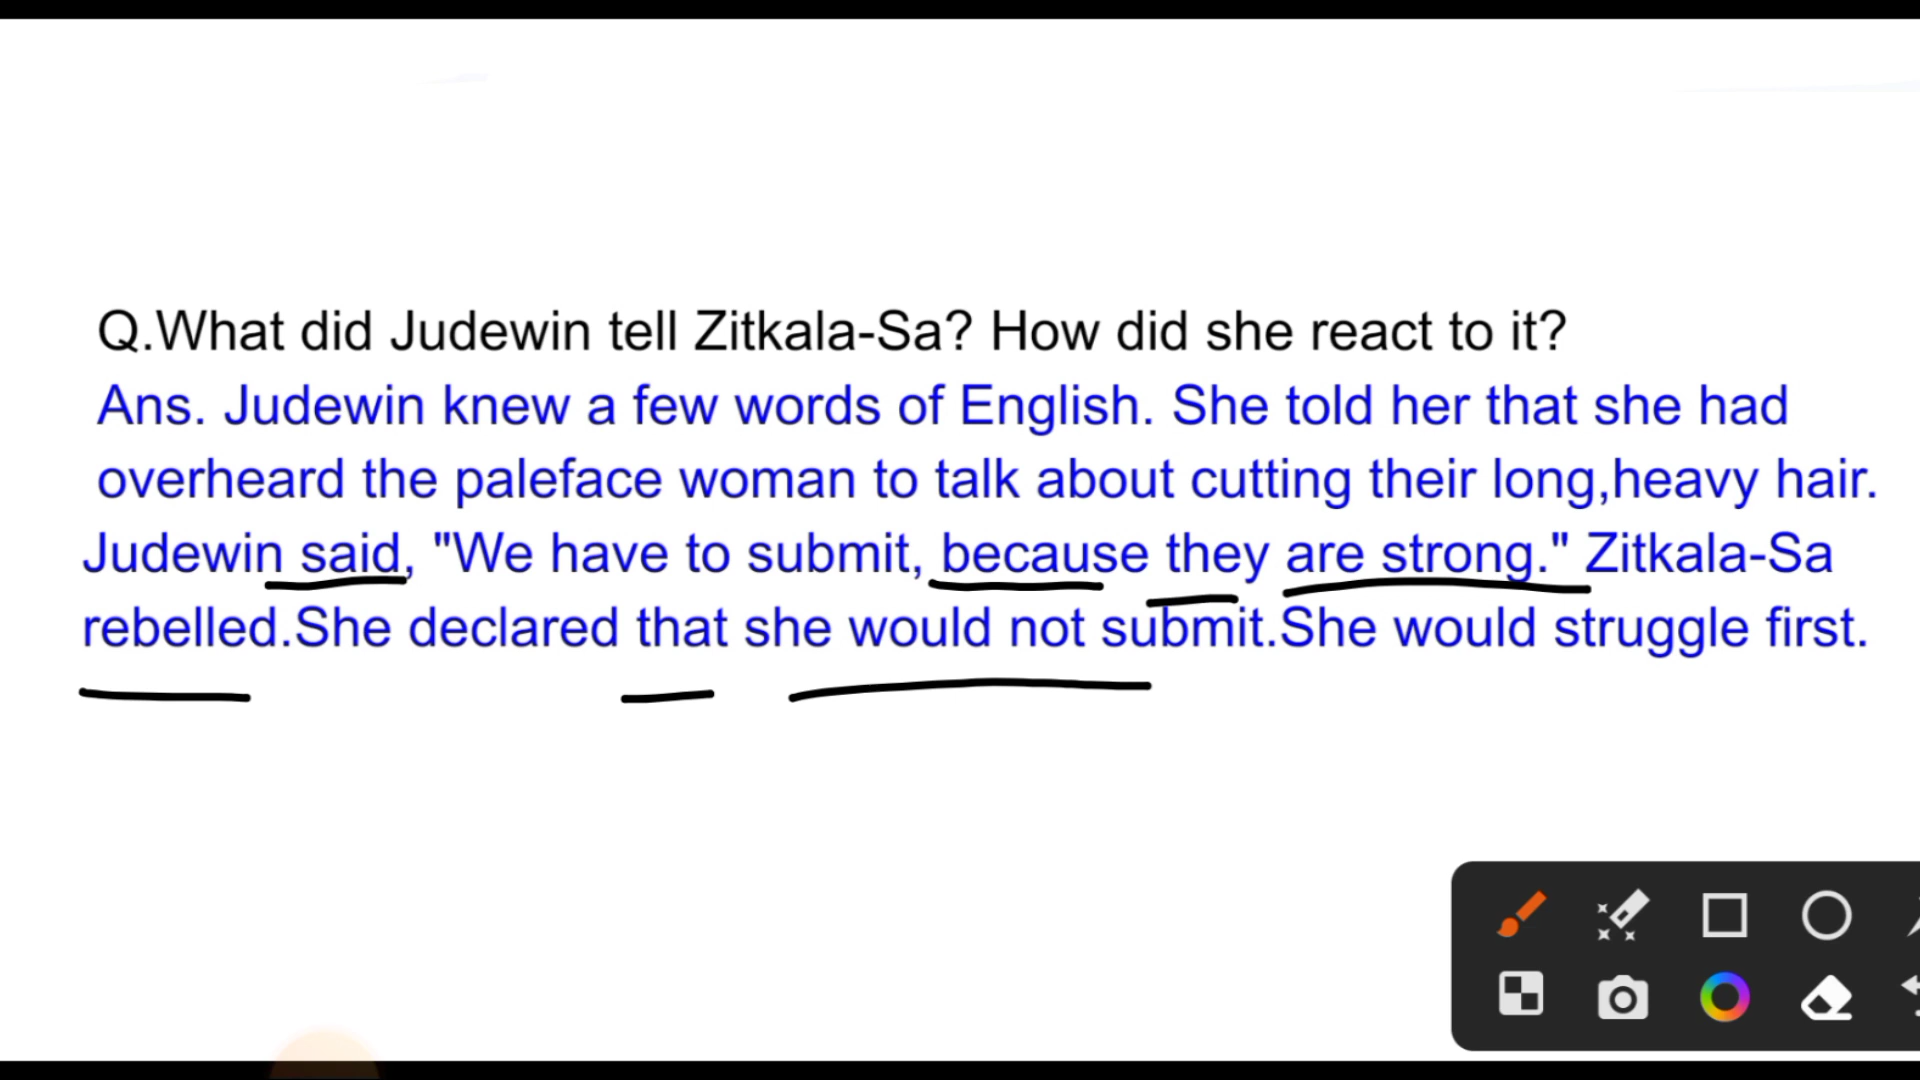 Q.What did Judewin tell Zitkala-Sa? How did she react to it?
Ans. Judewin knew a few words of English. She told her that she had
overheard the paleface woman to talk about cutting their long,heavy hair.
Judewin said, "We have to submit, because they are strong." Zitkala-Sa
rebelled.She declared that she would not submit.She would struggle first.